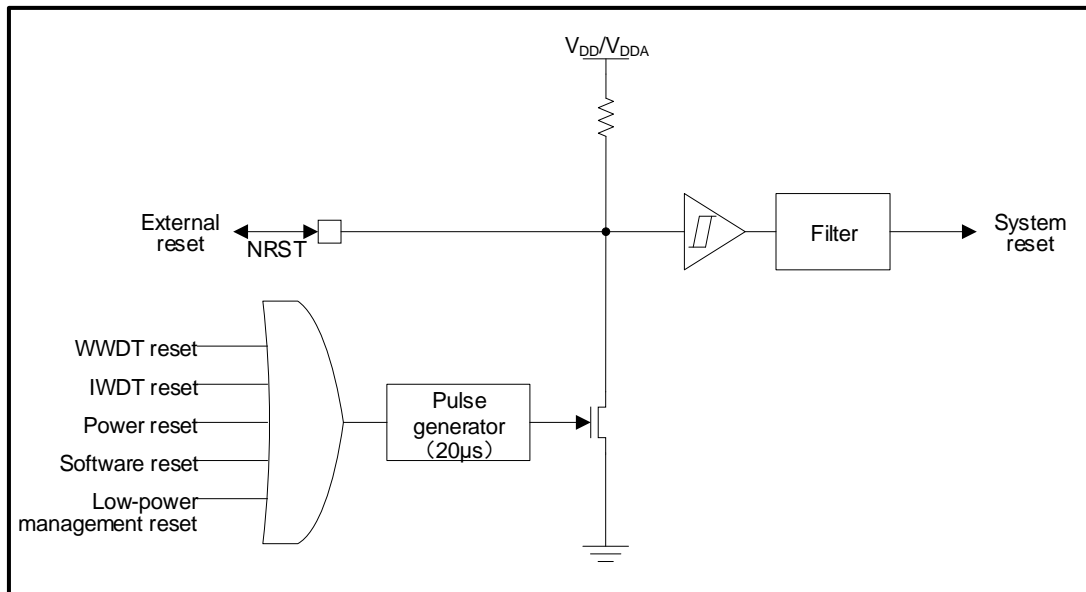 VDD/VDDA
External
reset
NRST
Filter
System
reset
WWDT reset
IWDT reset
Power reset
Software reset
Low-power
management reset
Pulse
generator
（20μs）